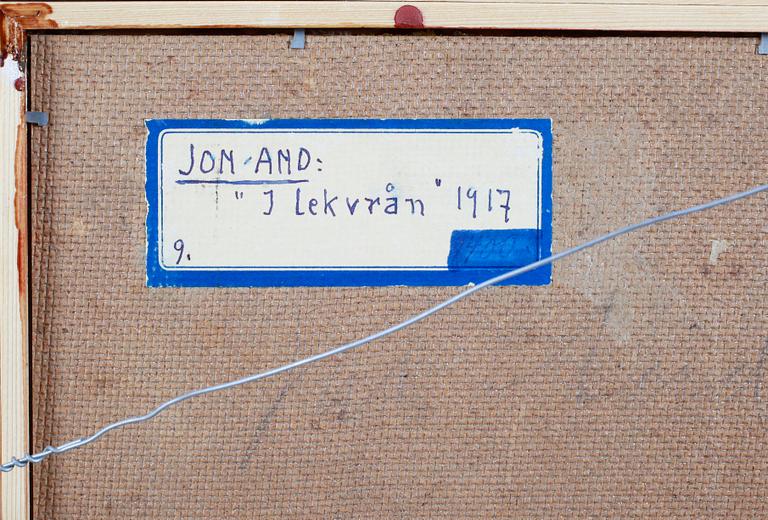 JON AND:
"I lekvrån" 1917
9.